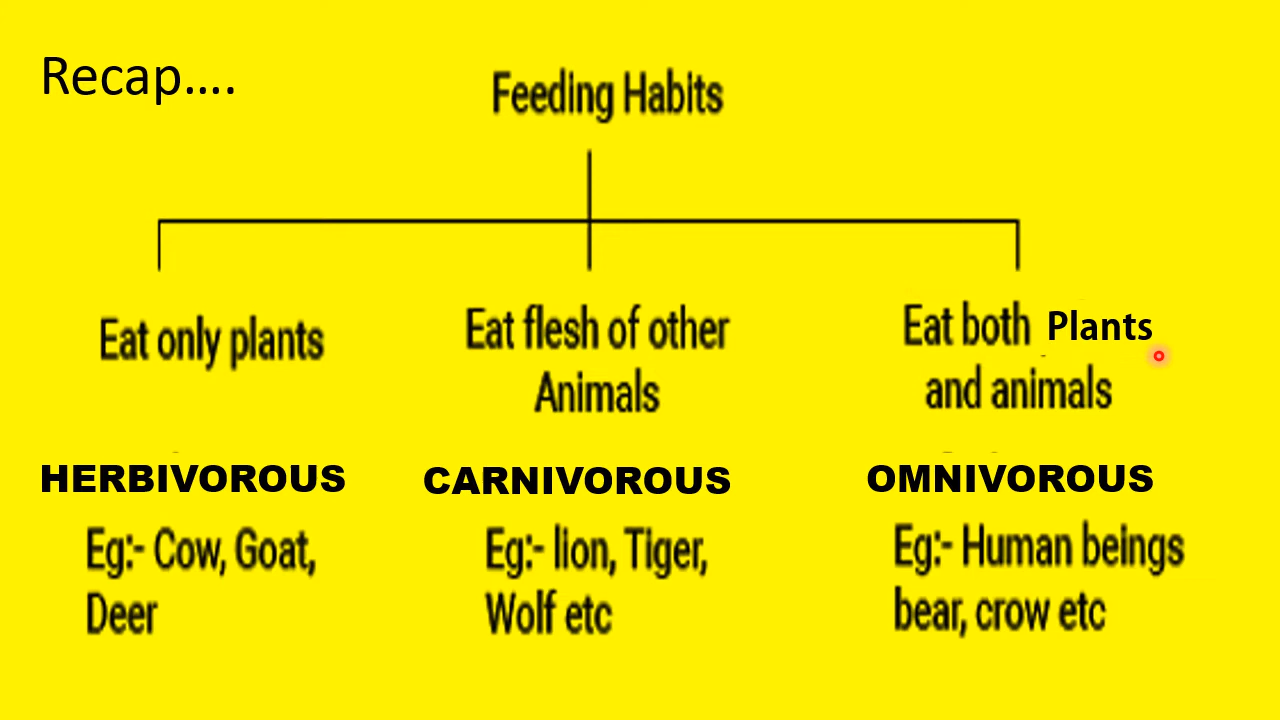 Recap....
Feeding Habits
Eat only plants
Eat flesh of other
Animals
Eat both Plants
and animals
HERBIVOROUS
CARNIVOROUS
OMNIVOROUS
Eg:- Cow, Goat,
Deer
Eg:- lion, Tiger,
Wolf etc
Eg:- Human beings
bear, crow etc